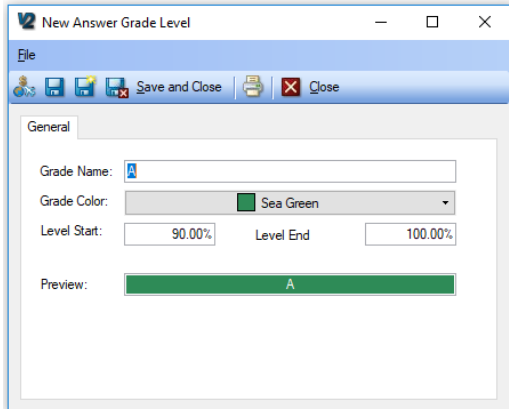 V2 New Answer Grade Level
File
Save and Close Close
General
Grade Name: A
Grade Color: Sea Green
Level Start: 90.00% Level End 100.00%
Preview: A